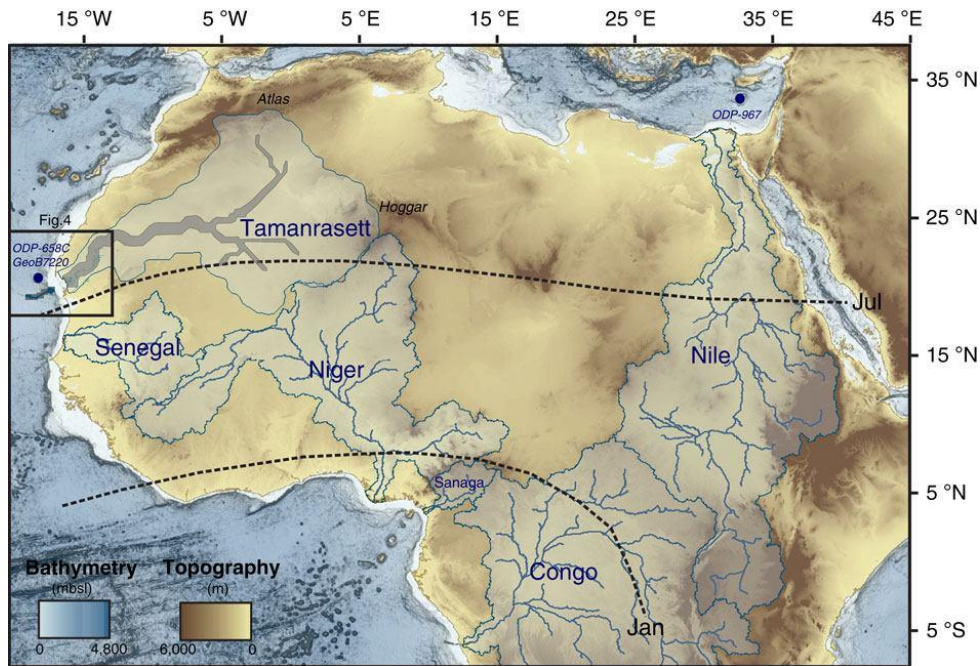 15 °W 5 °W 5 °E 15 °E 25 °E 35 °E 45 °E
35 °N
Atlas
ODP-967
Hoggar
25 °N
Fig.4
Tamanrasett
ODP-658C
GeoB7220
Jul
Senegal
Niger
Nile
15 °N
Sanaga
5 °N
Bathymetry Topography
(mbsl) (m)
Congo
0 4,800 6,000 0
Jan
5 °S